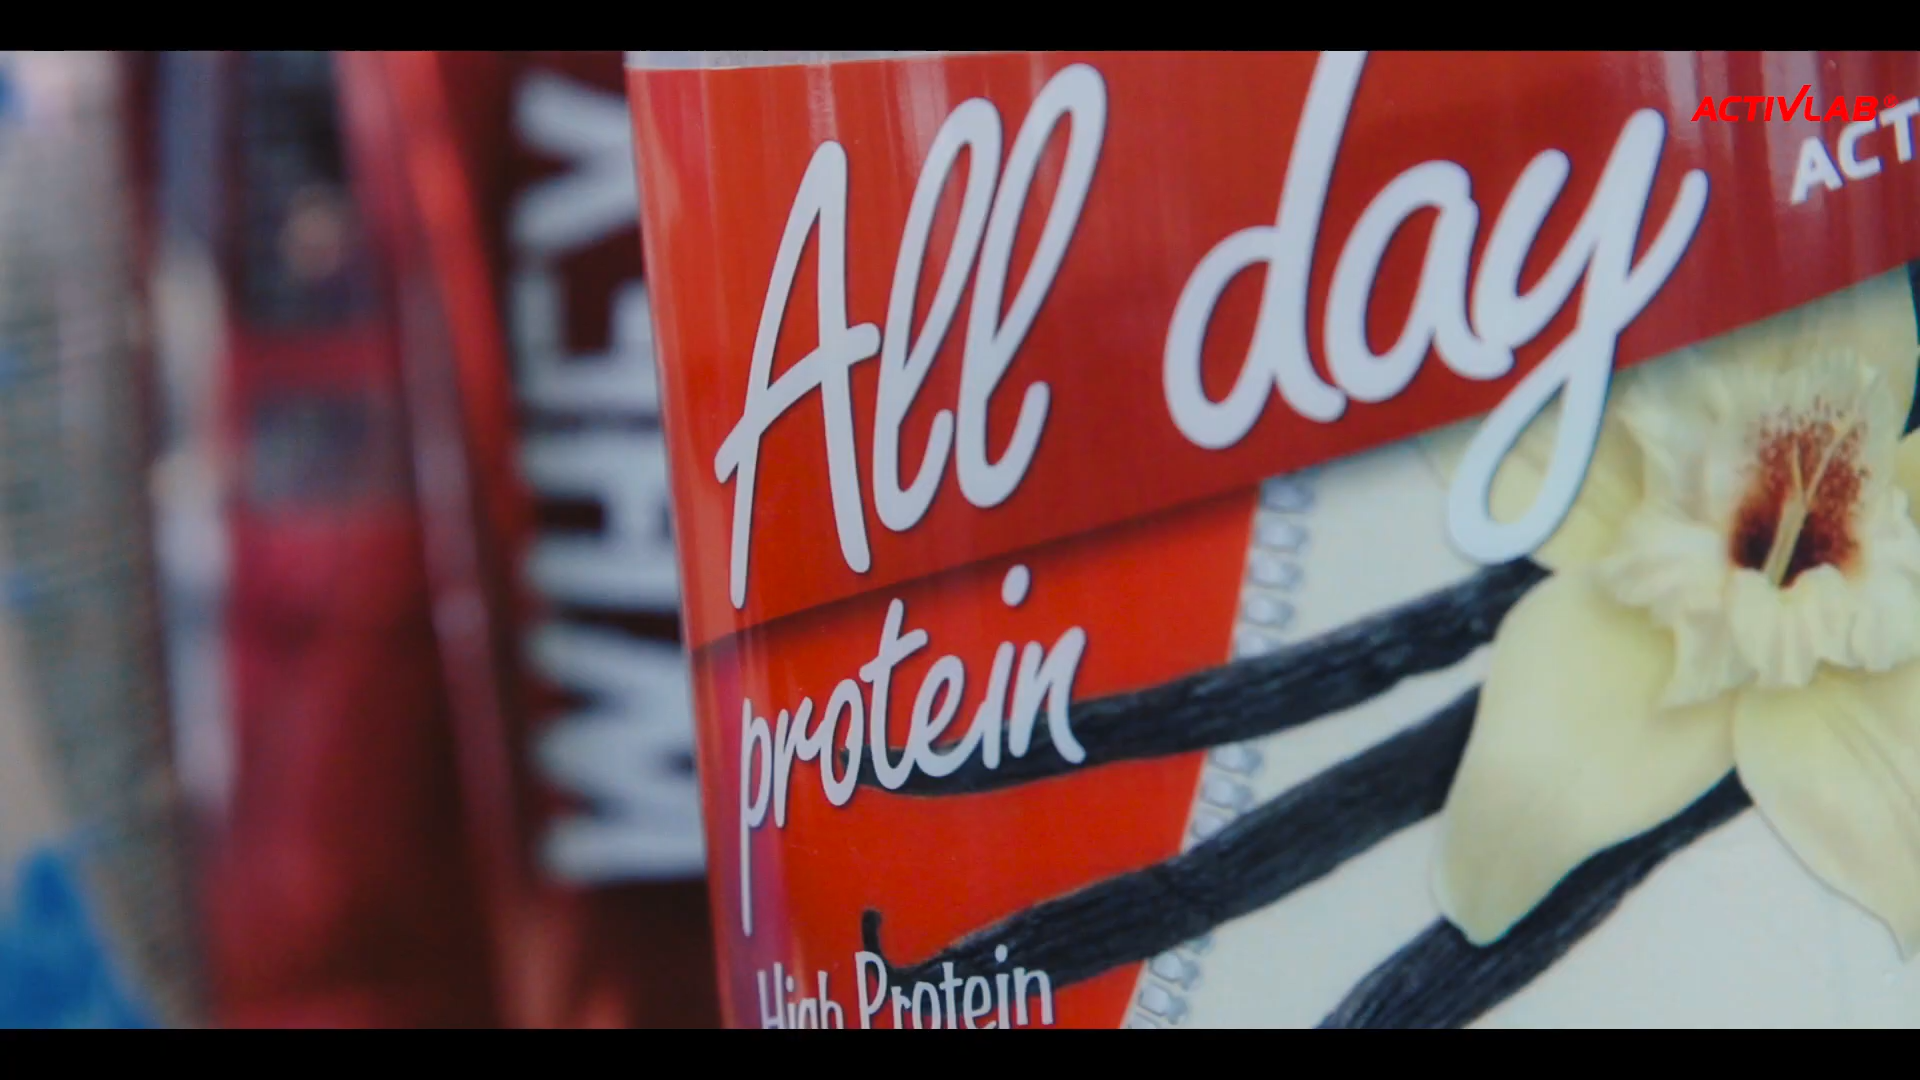 ACTIVLAB®
ACT
All day
protein
High Protein
WHEY